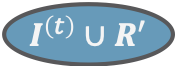 I^(t) ∪ R′